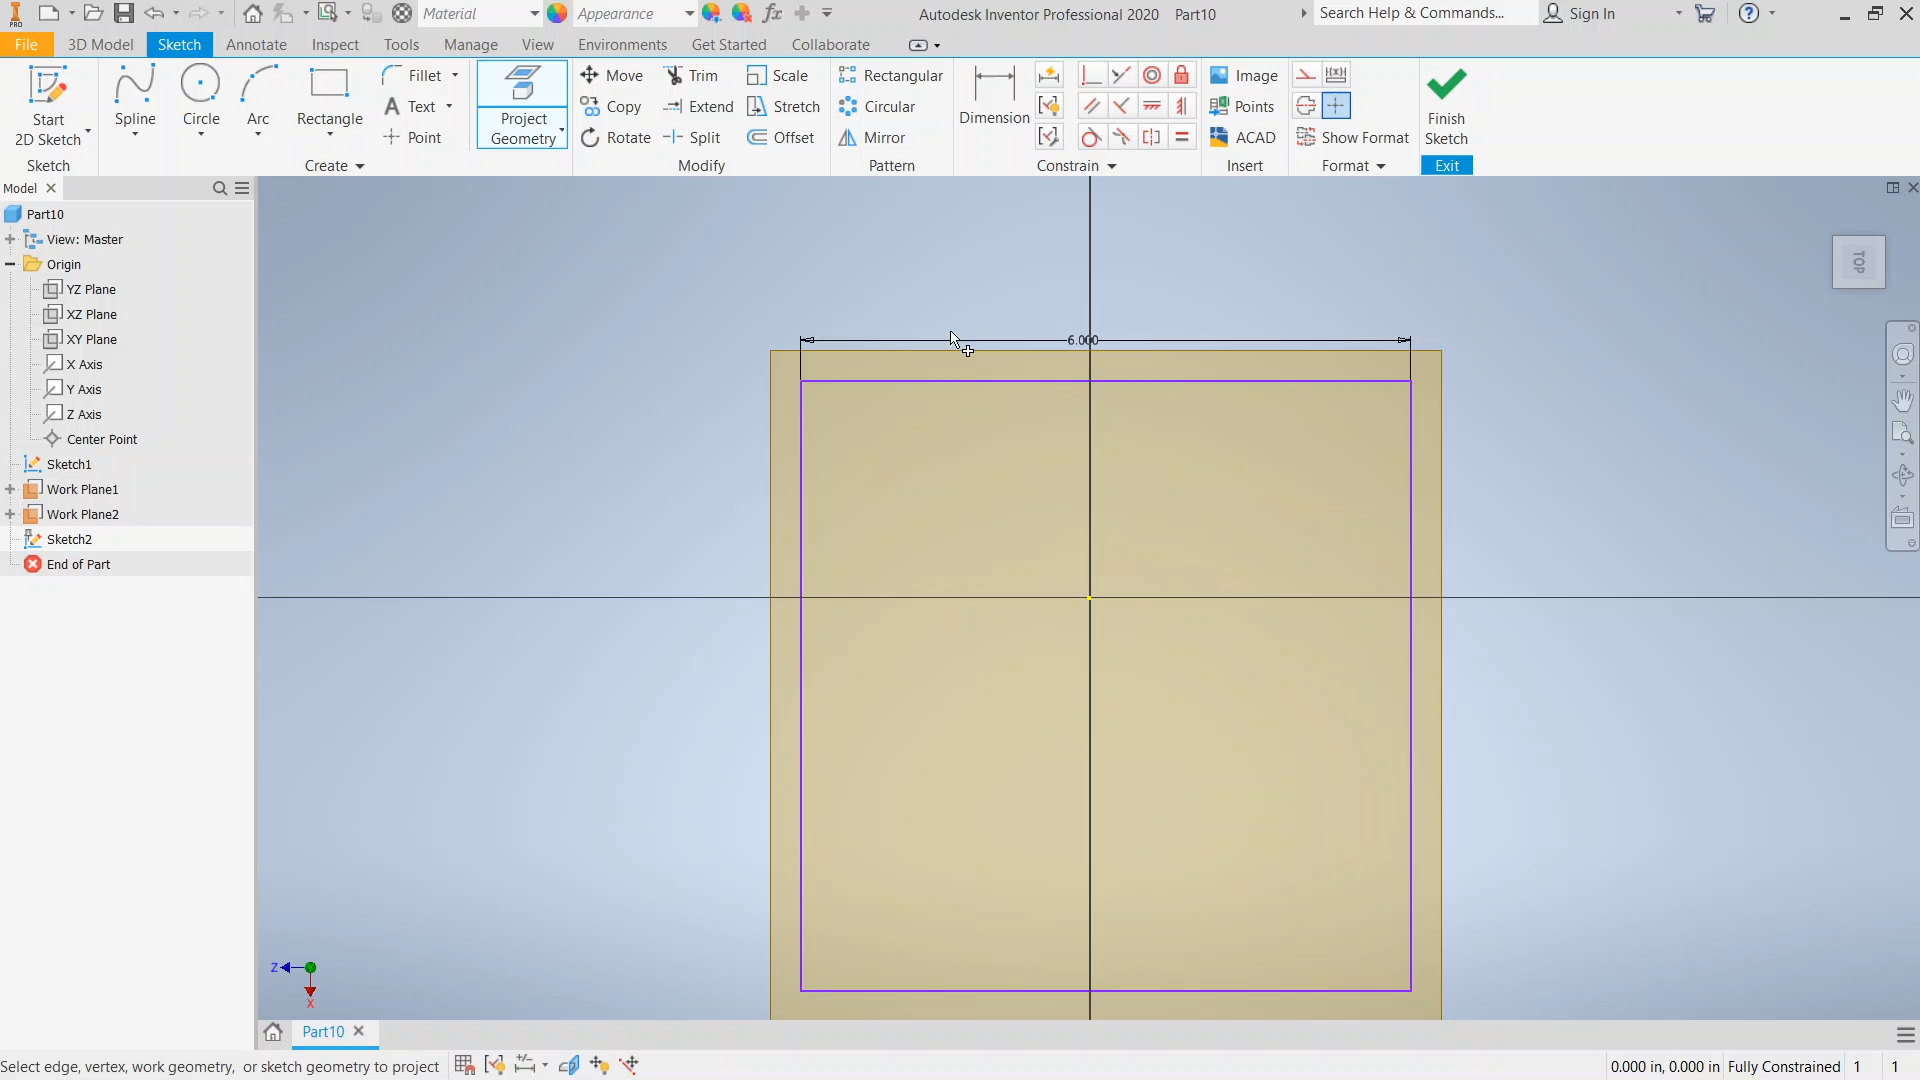 Material
Appearance
Autodesk Inventor Professional 2020 Part10
Search Help & Commands...
Sign In
PRO
File 3D Model Sketch Annotate Inspect Tools Manage View Environments Get Started Collaborate
Start
2D Sketch
Spline
Circle
Arc
Rectangle
Fillet
Text
Point
Project
Geometry
Move
Copy
Rotate
Trim
Extend
Split
Scale
Stretch
Offset
Rectangular
Circular
Mirror
Dimension
Image
Points
ACAD
Show Format
Finish
Sketch
Sketch Create Modify Pattern Constrain Insert Format Exit
Model
Part10
View: Master
Origin
YZ Plane
XZ Plane
XY Plane
X Axis
Y Axis
Z Axis
Center Point
Sketch1
Work Plane1
Work Plane2
Sketch2
End of Part
TOP
6.000
Z
X
Part10
Select edge, vertex, work geometry, or sketch geometry to project
0.000 in, 0.000 in Fully Constrained 1 1